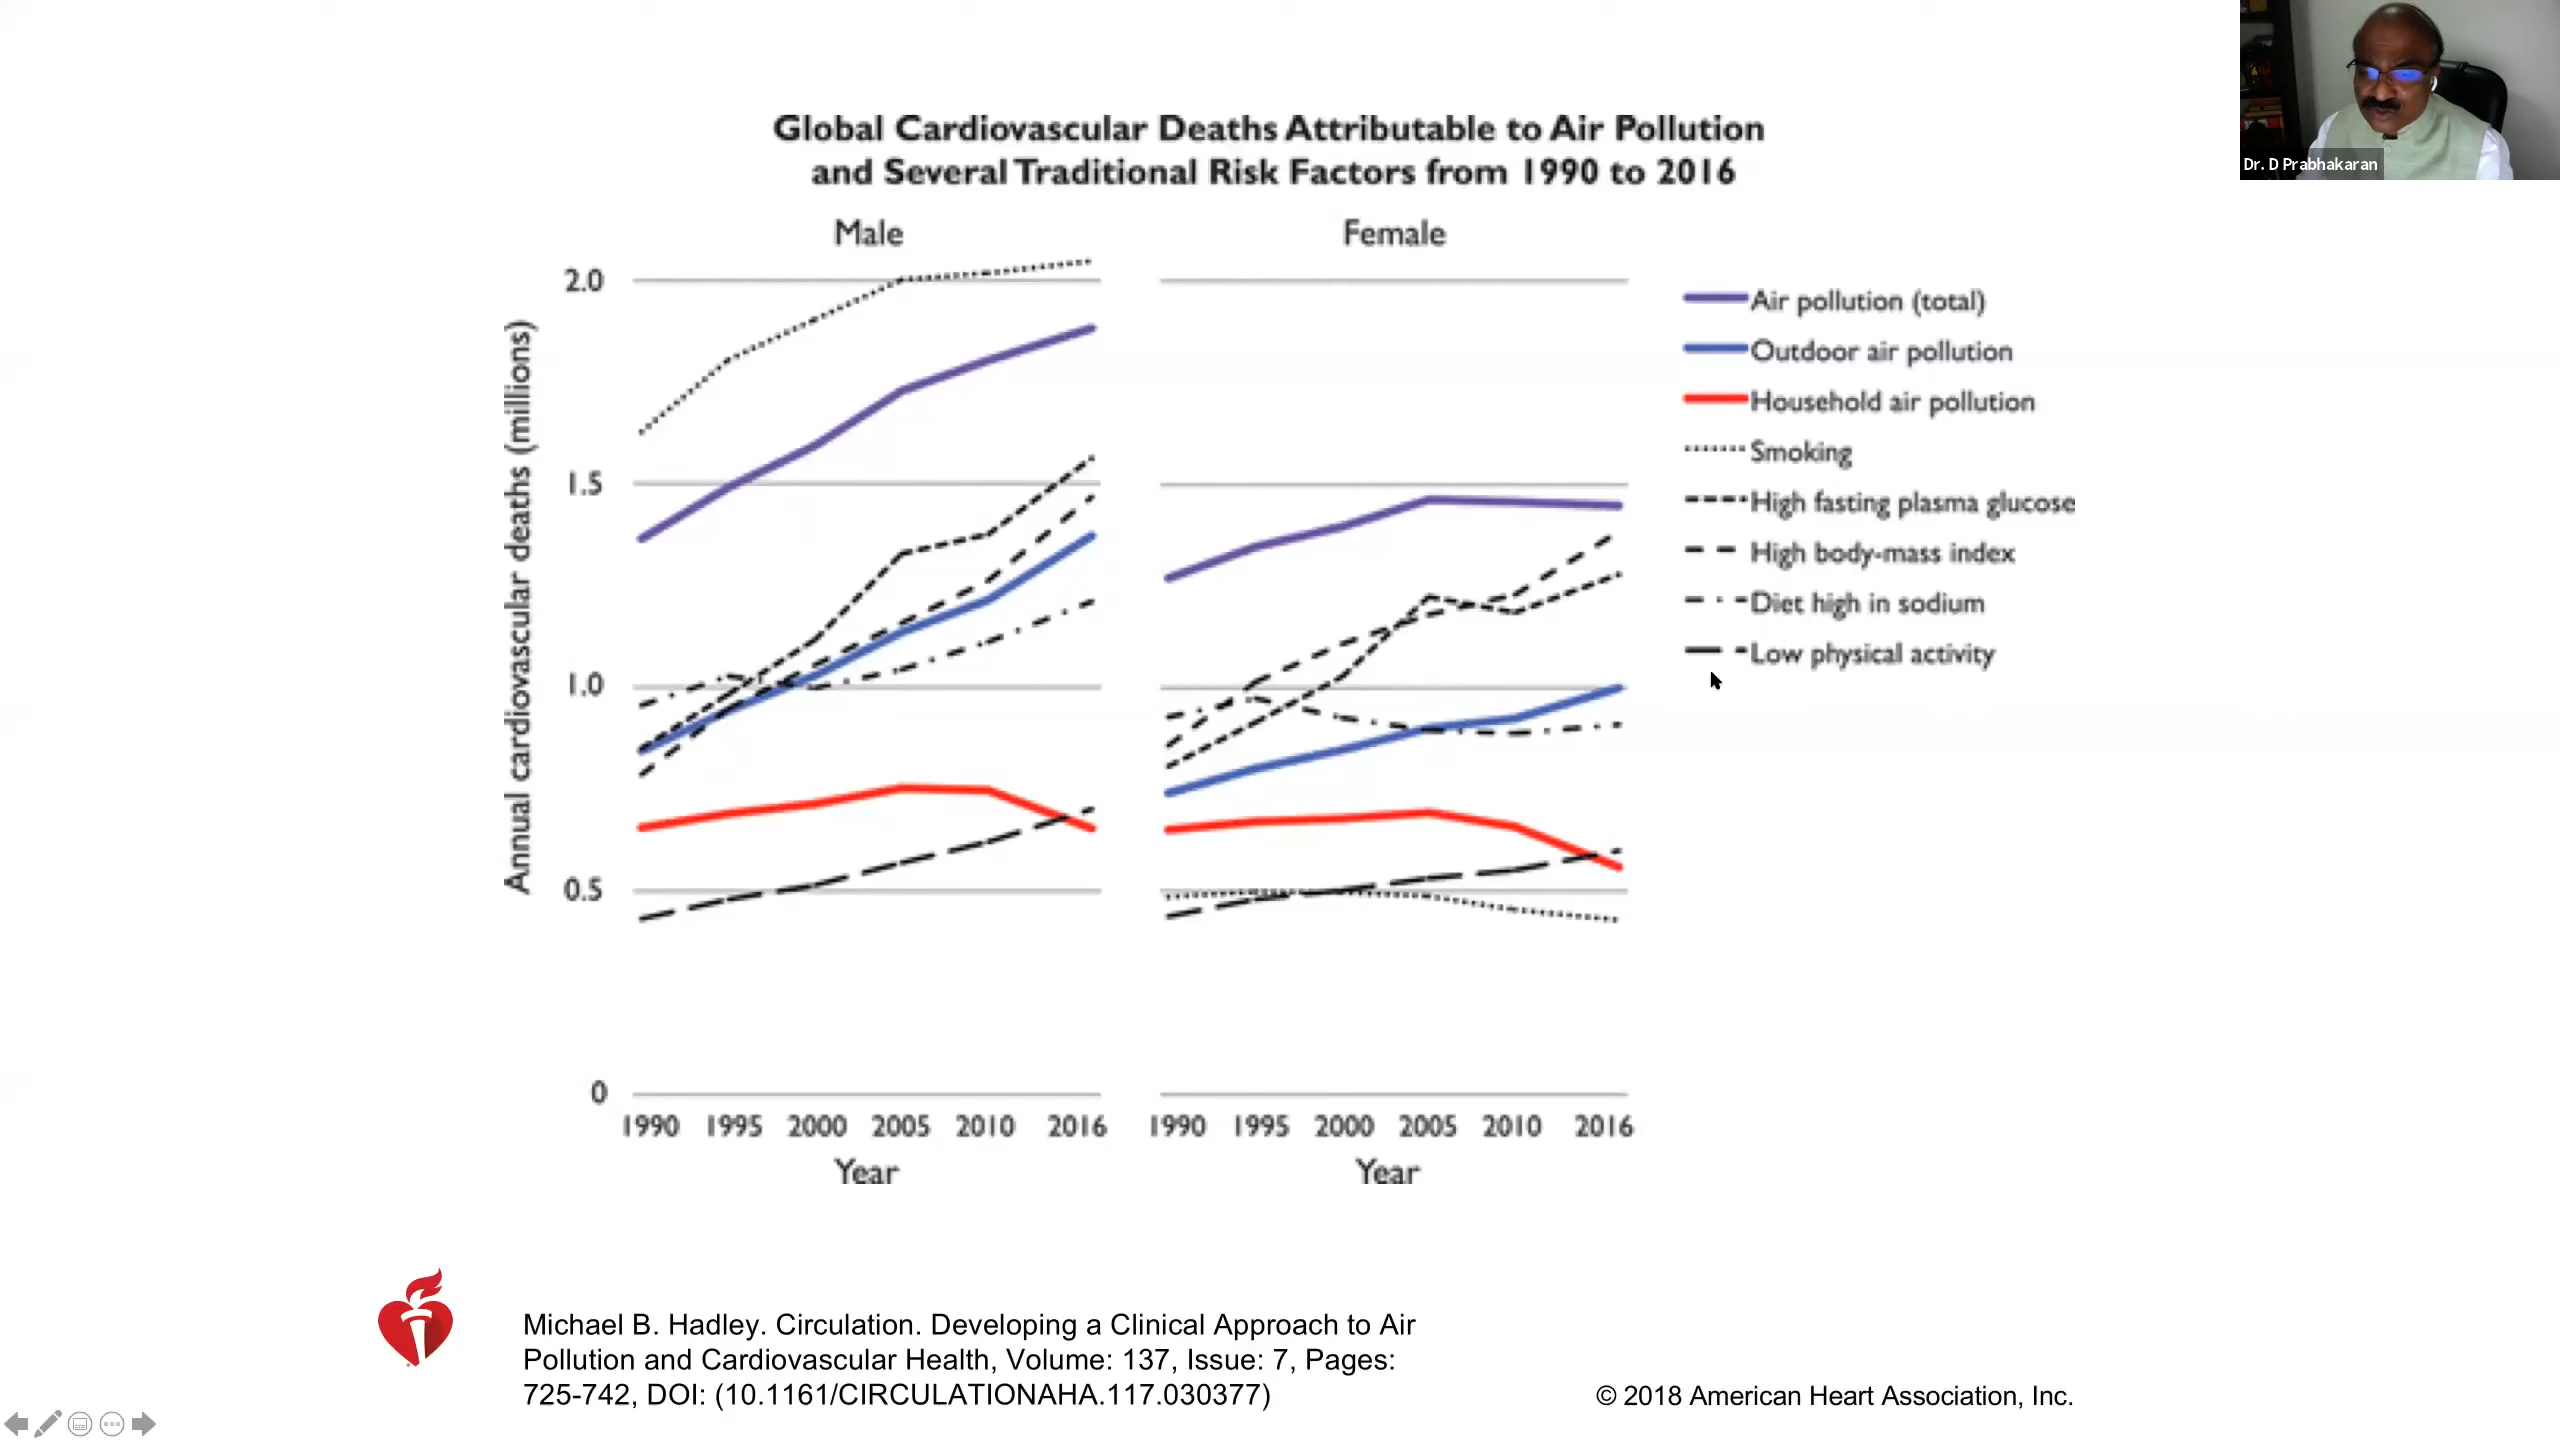 Dr. D Prabhakaran
Global Cardiovascular Deaths Attributable to Air Pollution
and Several Traditional Risk Factors from 1990 to 2016
Male
Female
Annual cardiovascular deaths (millions)
2.0
1.5
1.0
0.5
0
1990 1995 2000 2005 2010 2016
Year
1990 1995 2000 2005 2010 2016
Year
Air pollution (total)
Outdoor air pollution
Household air pollution
Smoking
High fasting plasma glucose
High body-mass index
Diet high in sodium
Low physical activity
Michael B. Hadley. Circulation. Developing a Clinical Approach to Air
Pollution and Cardiovascular Health, Volume: 137, Issue: 7, Pages:
725-742, DOI: (10.1161/CIRCULATIONAHA.117.030377)
© 2018 American Heart Association, Inc.